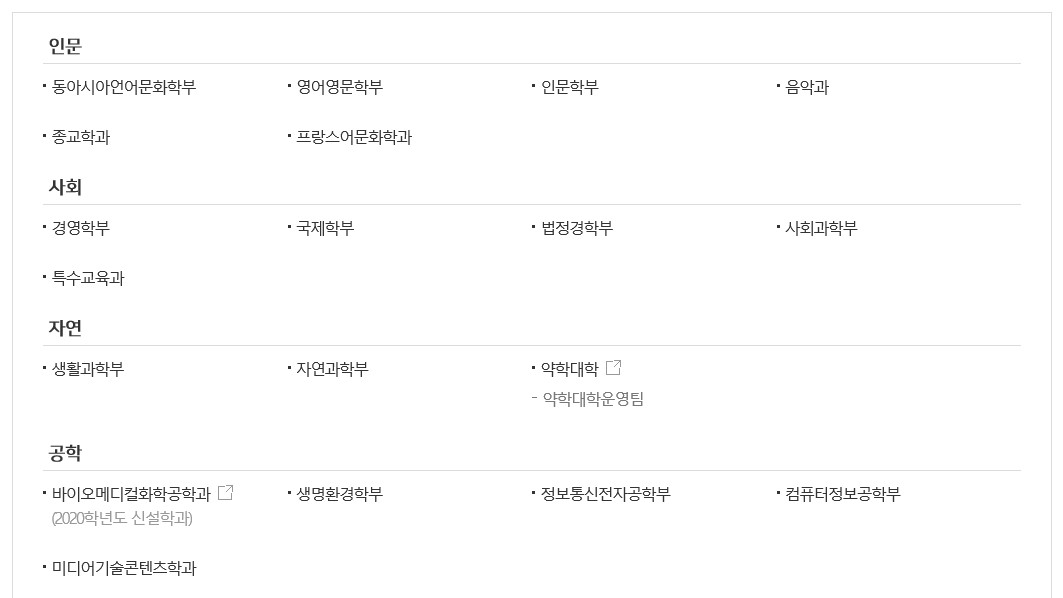 인문
동아시아언어문화학부 영어영문학부 인문학부 음악과
종교학과 프랑스어문화학과
사회
경영학부 국제학부 법정경학부 사회과학부
특수교육과
자연
생활과학부 자연과학부 약학대학
- 약학대학운영팀
공학
바이오메디컬화학공학과 생명환경학부 정보통신전자공학부 컴퓨터정보공학부
(2020학년도 신설학과)
미디어기술콘텐츠학과